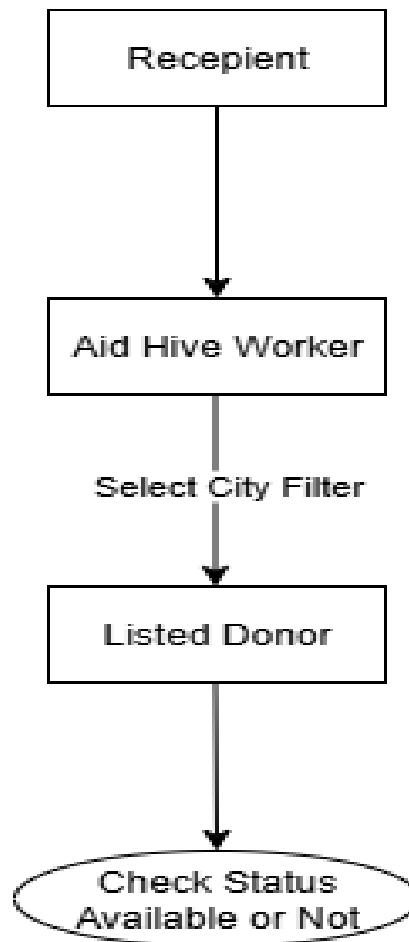 Recepient
Aid Hive Worker
Select City Filter
Listed Donor
Check Status
Available or Not